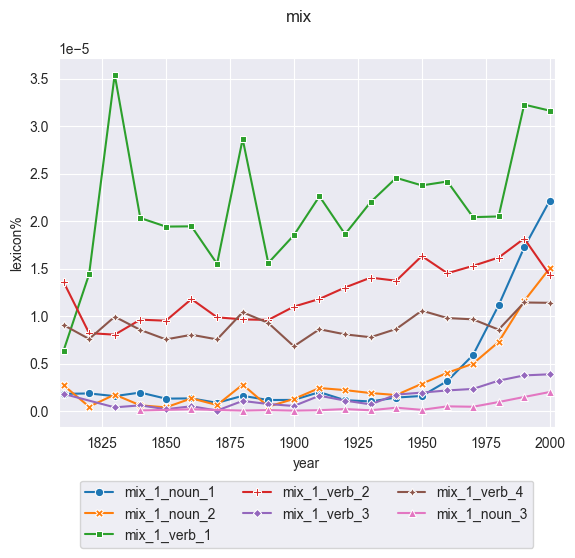 mix
1e−5
3.5
3.0
2.5
2.0
1.5
1.0
0.5
0.0
lexicon%
1825 1850 1875 1900 1925 1950 1975 2000
year
mix_1_noun_1 mix_1_verb_2 mix_1_verb_4
mix_1_noun_2 mix_1_verb_3 mix_1_noun_3
mix_1_verb_1